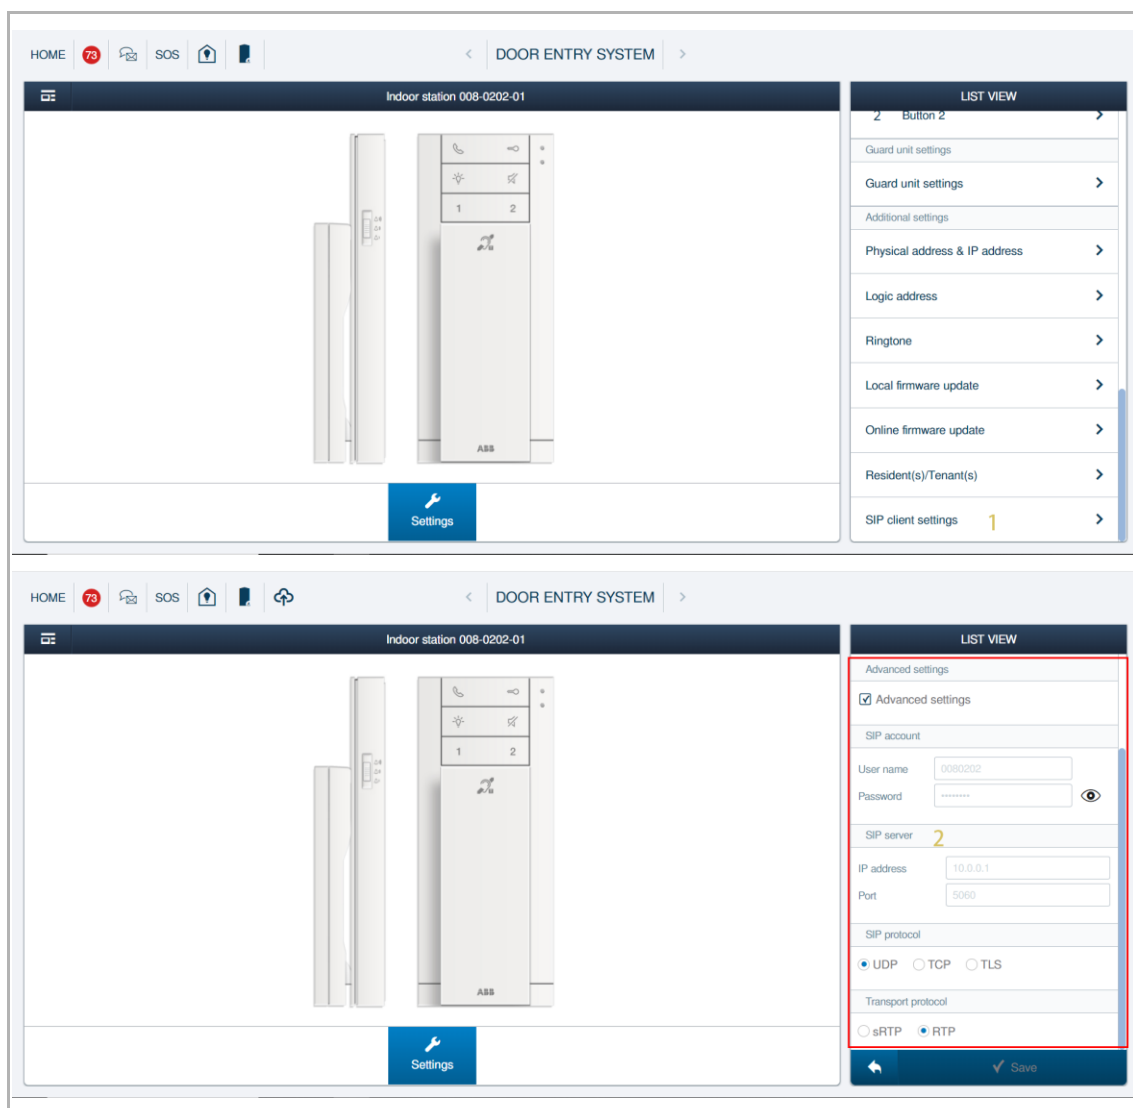 HOME 73 SOS < DOOR ENTRY SYSTEM >
Indoor station 008-0202-01
1 2
ABB
Settings
LIST VIEW
2 Button 2
Guard unit settings
Guard unit settings
Additional settings
Physical address & IP address
Logic address
Ringtone
Local firmware update
Online firmware update
Resident(s)/Tenant(s)
SIP client settings 1
HOME 73 SOS < DOOR ENTRY SYSTEM >
Indoor station 008-0202-01
1 2
ABB
Settings
LIST VIEW
Advanced settings
Advanced settings
SIP account
User name 0080202
Password --------
SIP server 2
IP address 10.0.0.1
Port 5060
SIP protocol
UDP TCP TLS
Transport protocol
sRTP RTP
Save